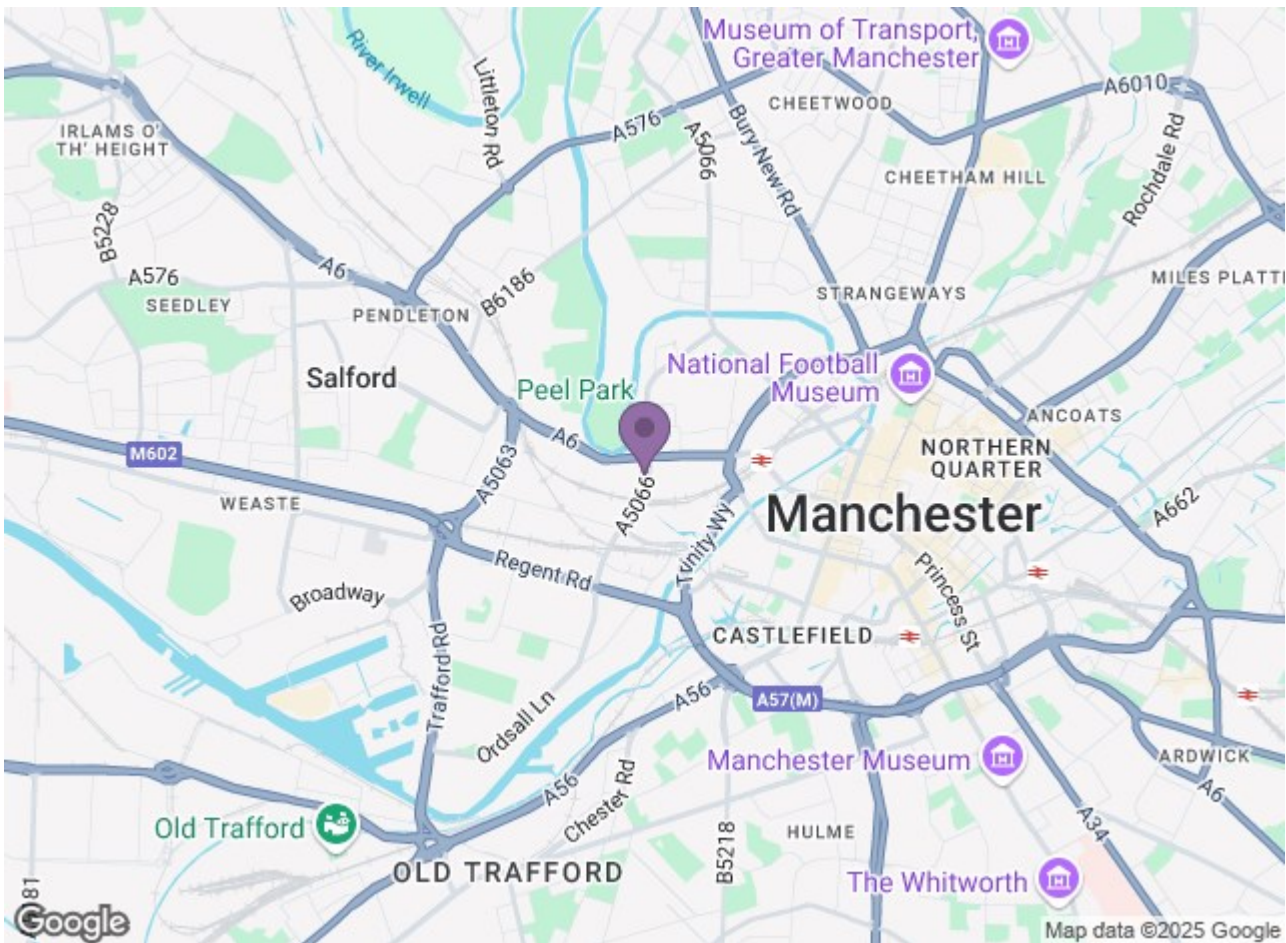 Museum of Transport,
Greater Manchester
River Irwell
Littleton Rd
CHEETWOOD
A6010
IRLAMS O'
TH' HEIGHT
A576
A5066
Bury New Rd
Rochdale Rd
CHEETHAM HILL
B5228
A6
A576
SEEDLEY
B6186
MILES PLATTI
PENDLETON
STRANGEWAYS
National Football
Museum
Salford
Peel Park
ANCOATS
A6
NORTHERN
QUARTER
M602
A5063
A5066
WEASTE
Manchester
A662
Trinity Wy
Regent Rd
Princess St
Broadway
CASTLEFIELD
Trafford Rd
A56
A57(M)
Ordsall Ln
Manchester Museum
ARDWICK
A56
Chester Rd
A6
Old Trafford
B5218
HULME
A34
OLD TRAFFORD
The Whitworth
081
Google
Map data ©2025 Google